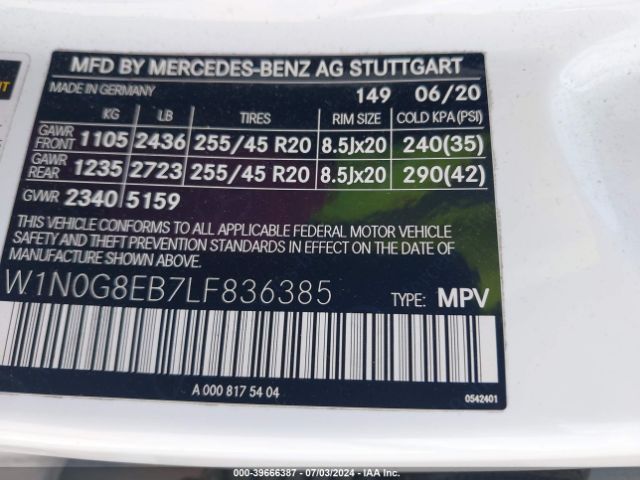 MFD BY MERCEDES-BENZ AG STUTTGART
MADE IN GERMANY 149 06/20
KG LB TIRES RIM SIZE COLD KPA (PSI)
GAWR FRONT 1105 2436 255/45 R20 8.5Jx20 240(35)
GAWR REAR 1235 2723 255/45 R20 8.5Jx20 290(42)
GVWR 2340 5159
THIS VEHICLE CONFORMS TO ALL APPLICABLE FEDERAL MOTOR VEHICLE
SAFETY AND THEFT PREVENTION STANDARDS IN EFFECT ON THE DATE OF
MANUFACTURE SHOWN ABOVE.
W1N0G8EB7LF836385 TYPE: MPV
A 000 817 54 04
0542401
IAA-39666387 | 07/03/2024 | IAAI.com